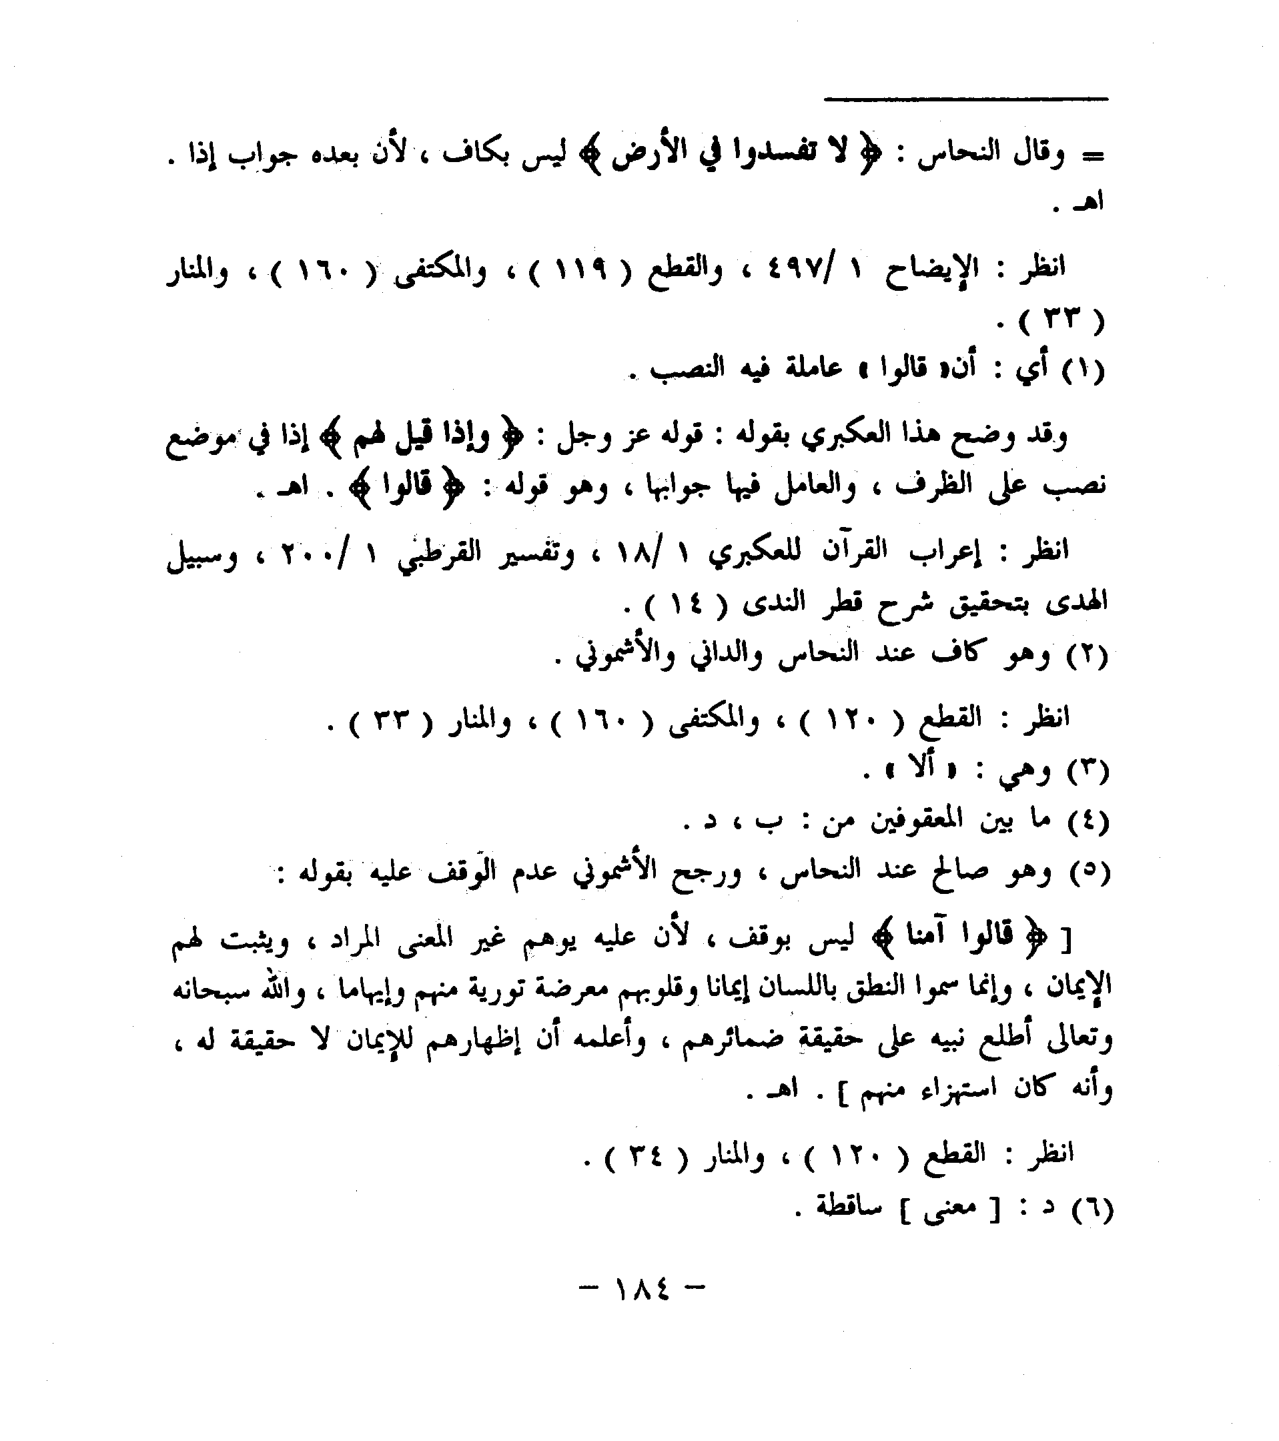 = وقال النحاس : ﴿ لا تفسدوا في الأرض ﴾ ليس بكاف ، لأن بعده جواب إذا .
اهـ .
انظر : الإيضاح ١ /٤٩٧ ، والقطع ( ١١٩ ) ، والمكتفى ( ١٦٠ ) ، والمنار
( ٣٣ ) .
(١) أي : أن « قالوا » عاملة فيه النصب .
وقد وضح هذا العكبري بقوله : قوله عز وجل : ﴿ وإذا قيل لهم ﴾ إذا في موضع
نصب على الظرف ، والعامل فيها جوابها ، وهو قوله : ﴿ قالوا ﴾ . اهـ .
انظر : إعراب القرآن للعكبري ١ /١٨ ، وتفسير القرطبي ١ /٢٠٠ ، وسبيل
الهدى بتحقيق شرح قطر الندى ( ١٤ ) .
(٢) وهو كاف عند النحاس والداني والأشموني .
انظر : القطع ( ١٢٠ ) ، والمكتفى ( ١٦٠ ) ، والمنار ( ٣٣ ) .
(٣) وهي : « ألا » .
(٤) ما بين المعقوفين من : ب ، د .
(٥) وهو صالح عند النحاس ، ورجح الأشموني عدم الوقف عليه بقوله :
[ ﴿ قالوا آمنا ﴾ ليس بوقف ، لأن عليه يوهم غير المعنى المراد ، ويثبت لهم
الإيمان ، وإنما سموا النطق باللسان إيمانا وقلوبهم معرضة تورية منهم وإيهاما ، والله سبحانه
وتعالى أطلع نبيه على حقيقة ضمائرهم ، وأعلمه أن إظهارهم للإيمان لا حقيقة له ،
وأنه كان استهزاء منهم ] . اهـ .
انظر : القطع ( ١٢٠ ) ، والمنار ( ٣٤ ) .
(٦) د : [ معنى ] ساقطة .
- ١٨٤ -